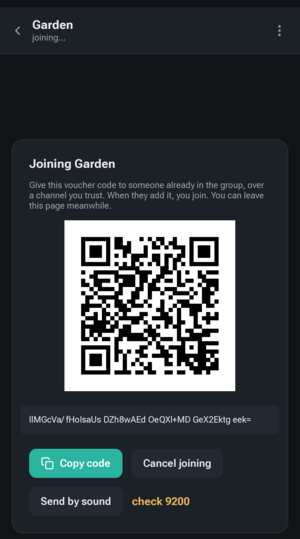 Garden
joining...
Joining Garden
Give this voucher code to someone already in the group, over
a channel you trust. When they add it, you join. You can leave
this page meanwhile.
IIMGcVa/ fHoIsaUs DZh8wAEd OeQXI+MD GeX2Ektg eek=
Copy code
Cancel joining
Send by sound
check 9200